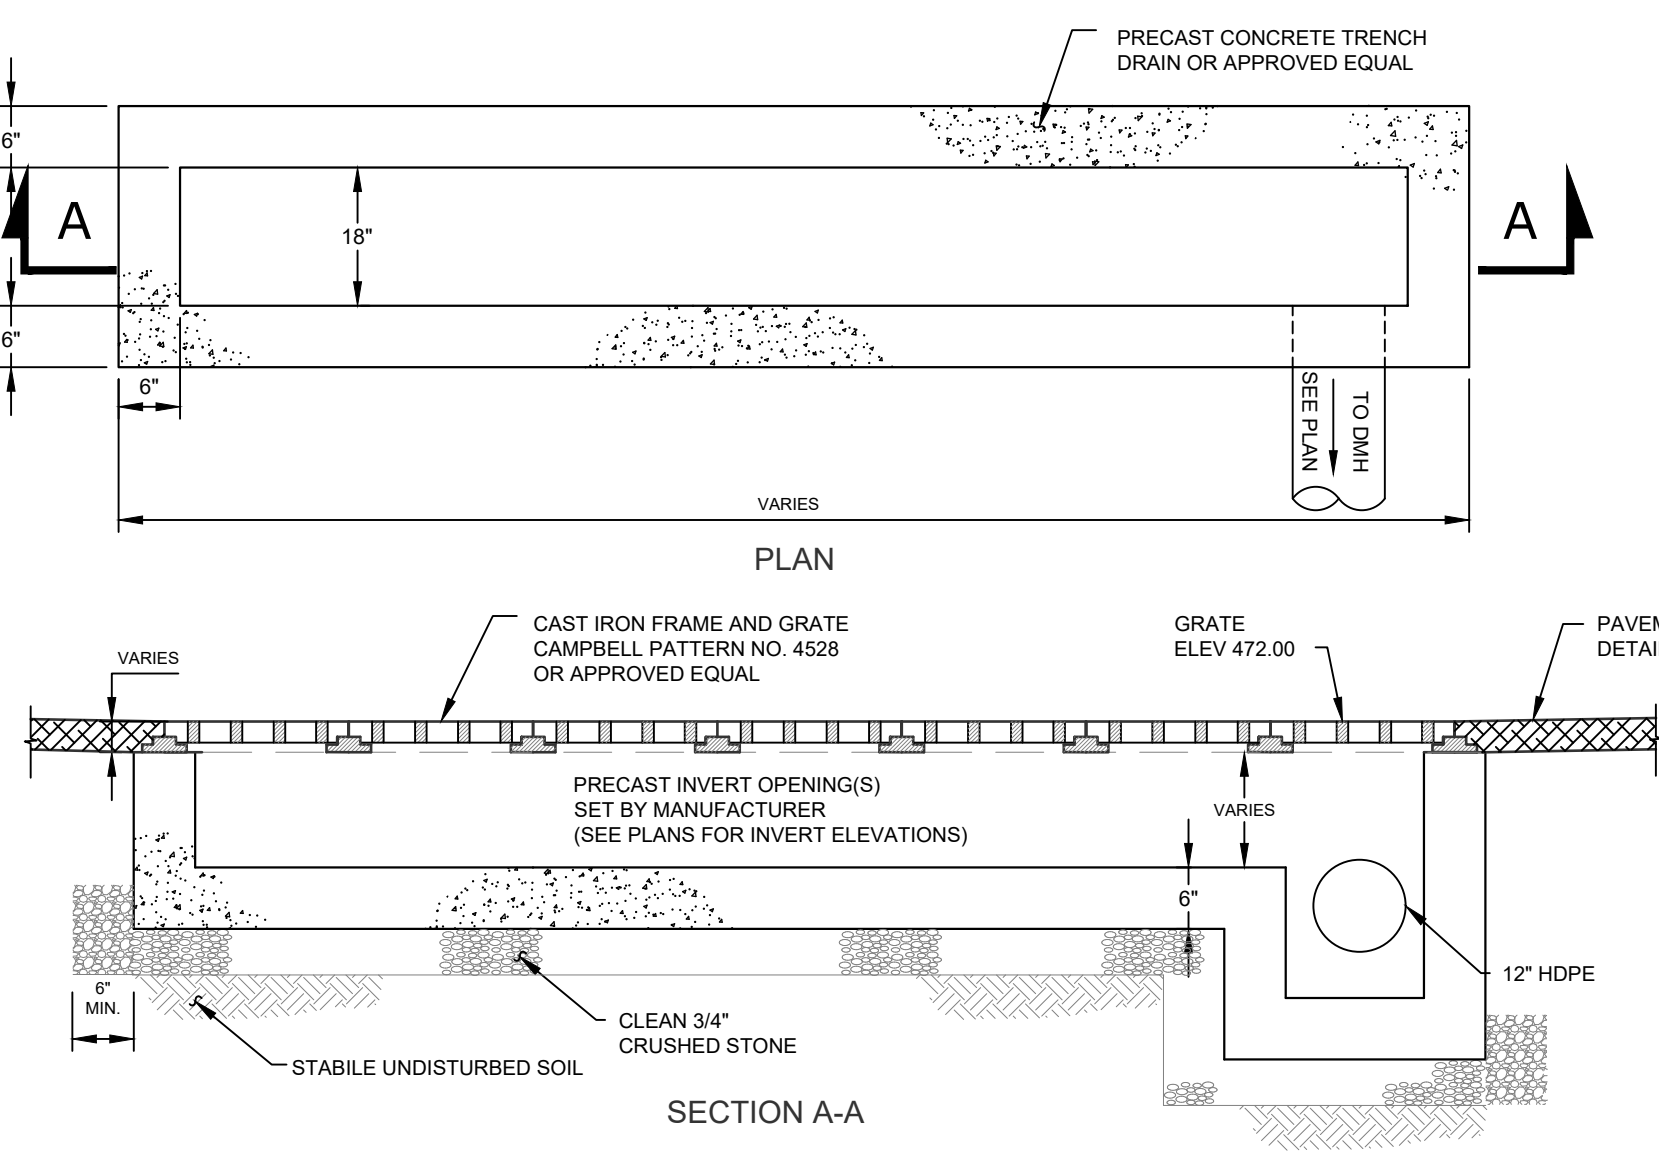 PRECAST CONCRETE TRENCH
DRAIN OR APPROVED EQUAL
6"
A
18"
A
6"
6"
SEE PLAN
TO DMH
VARIES
PLAN
CAST IRON FRAME AND GRATE
CAMPBELL PATTERN NO. 4528
OR APPROVED EQUAL
GRATE
ELEV 472.00
VARIES
PRECAST INVERT OPENING(S)
SET BY MANUFACTURER
(SEE PLANS FOR INVERT ELEVATIONS)
VARIES
6"
12" HDPE
6"
MIN.
CLEAN 3/4"
CRUSHED STONE
STABILE UNDISTURBED SOIL
SECTION A-A